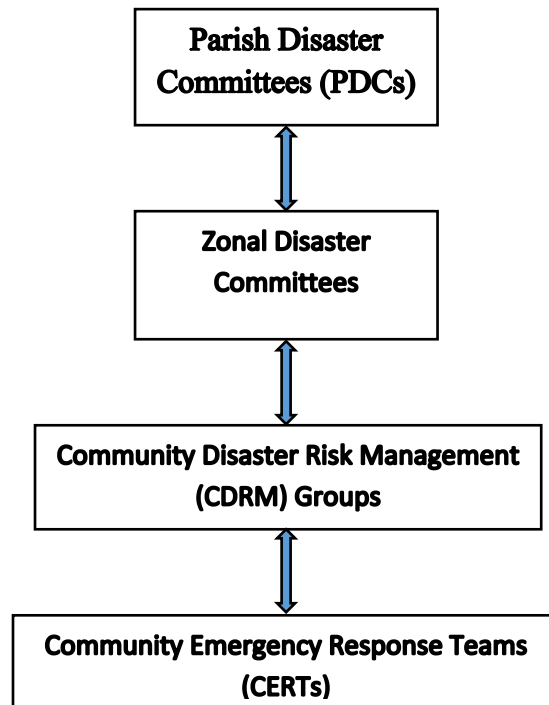 Parish Disaster
Committees (PDCs)
Zonal Disaster
Committees
Community Disaster Risk Management
(CDRM) Groups
Community Emergency Response Teams
(CERTs)